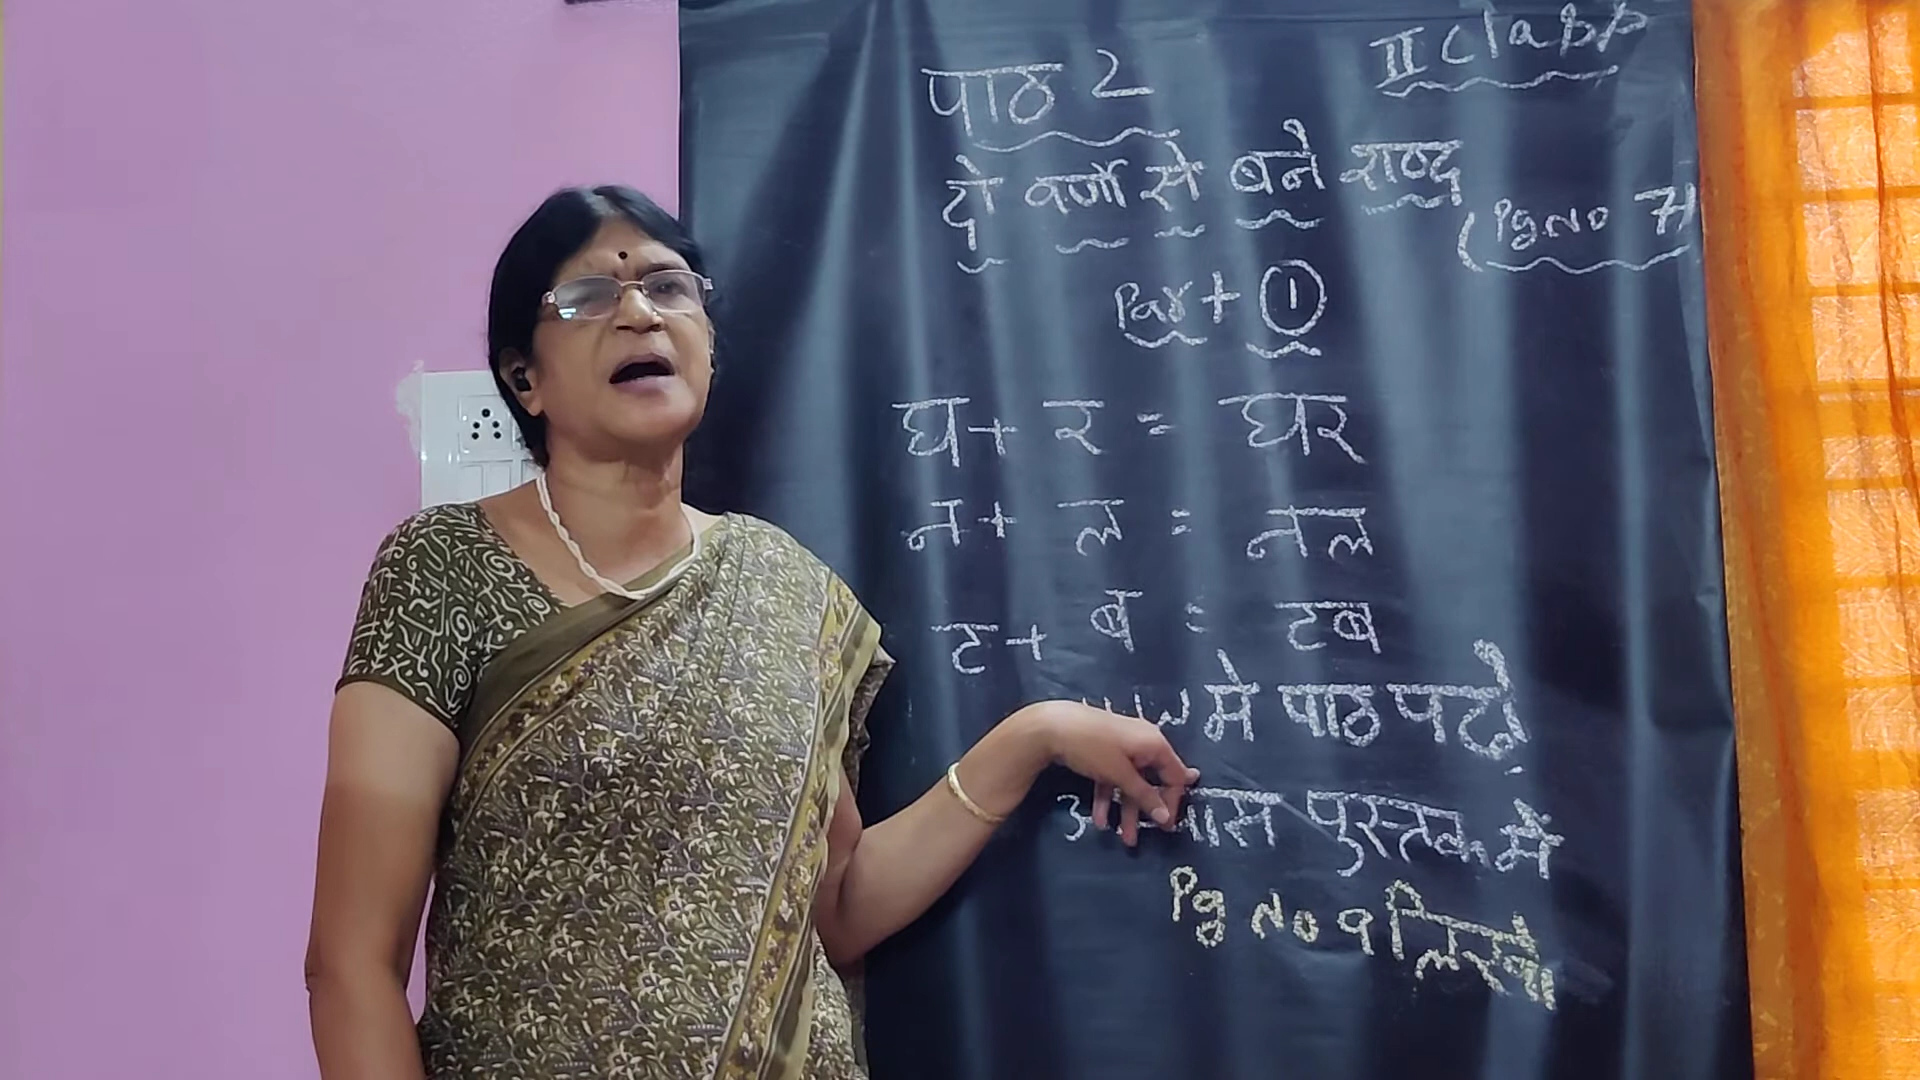 II class
पाठ 2
दो वर्णो से बने शब्द
(Pg No 7)
Part ①
घ + र = घर
न + ल = नल
ट + ब = टब
मे पाठ पढो
पुस्तक में
Pg No 9 लिखो